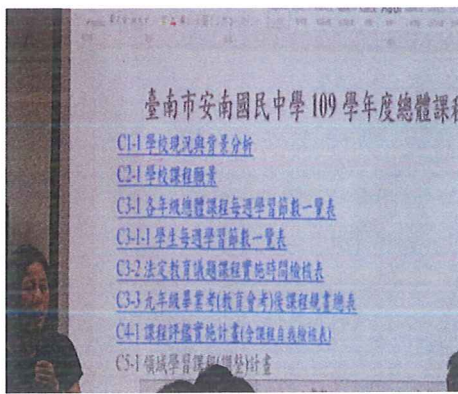 臺南市安南國民中學 109 學年度總體課程
C1-1 學校現況與背景分析
C2-1 學校課程願景
C3-1 各年級總體課程每週學習節數一覽表
C3-1-1 學生每週學習節數一覽表
C3-2 法定教育議題課程實施時間檢核表
C3-3 九年級畢業考(教育會考)後課程規畫總表
C4-1 課程評鑑實施計畫(含課程自我檢核表)
C5-1 領域學習課程(調整)計畫